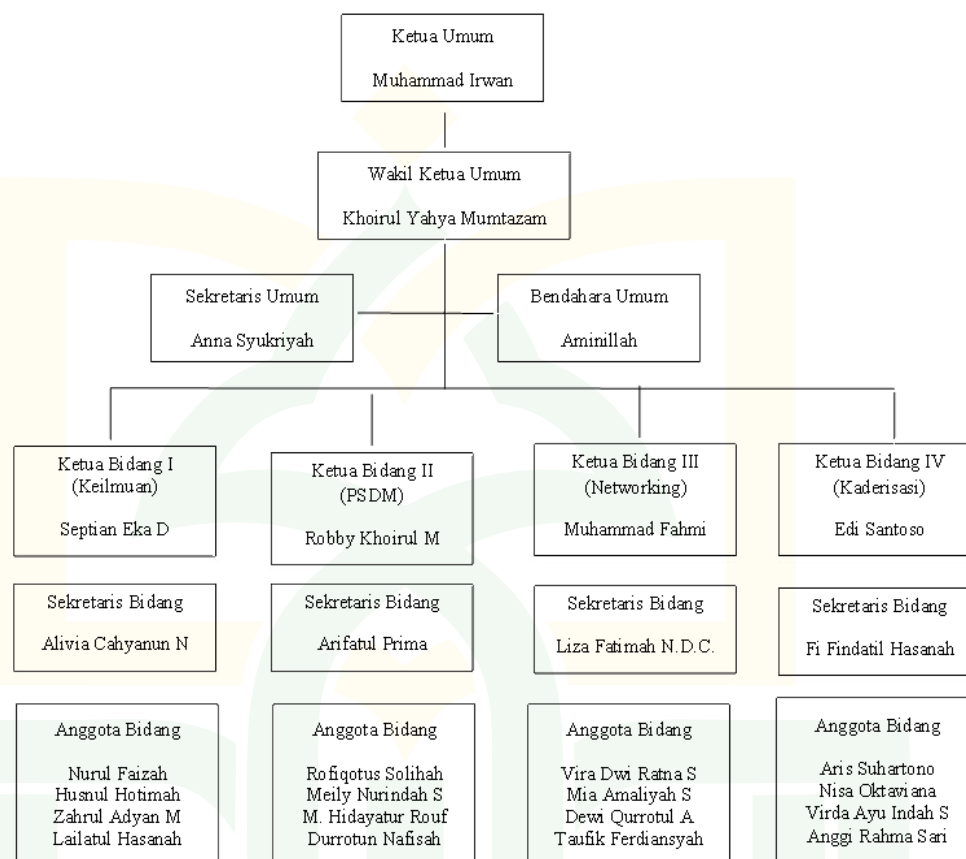 Ketua Umum
Muhammad Irwan
Wakil Ketua Umum
Khoirul Yahya Mumtazam
Sekretaris Umum
Anna Syukriyah
Bendahara Umum
Aminillah
Ketua Bidang I
(Keilmuan)
Septian Eka D
Ketua Bidang II
(PSDM)
Robby Khoirul M
Ketua Bidang III
(Networking)
Muhammad Fahmi
Ketua Bidang IV
(Kaderisasi)
Edi Santoso
Sekretaris Bidang
Alivia Cahyanun N
Sekretaris Bidang
Arifatul Prima
Sekretaris Bidang
Liza Fatimah N.D.C.
Sekretaris Bidang
Fi Findatil Hasanah
Anggota Bidang
Nurul Faizah
Husnul Hotimah
Zahrul Adyan M
Lailatul Hasanah
Anggota Bidang
Rofiqotus Solihah
Meily Nurindah S
M. Hidayatur Rouf
Durrotun Nafisah
Anggota Bidang
Vira Dwi Ratna S
Mia Amaliyah S
Dewi Qurrotul A
Taufik Ferdiansyah
Anggota Bidang
Aris Suhartono
Nisa Oktaviana
Virda Ayu Indah S
Anggi Rahma Sari